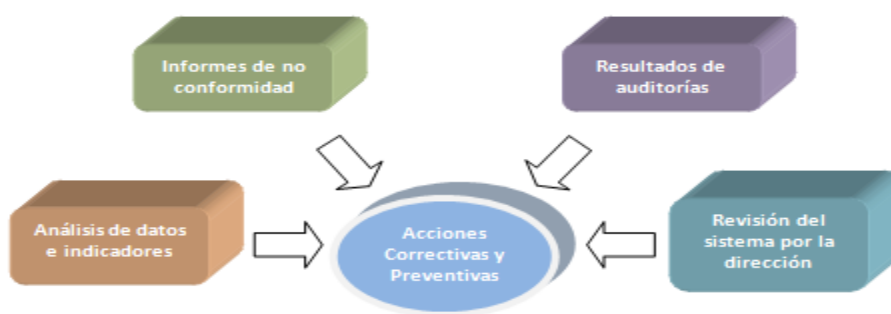 Informes de no
conformidad
Resultados de
auditorías
Análisis de datos
e indicadores
Acciones
Correctivas y
Preventivas
Revisión del
sistema por la
dirección